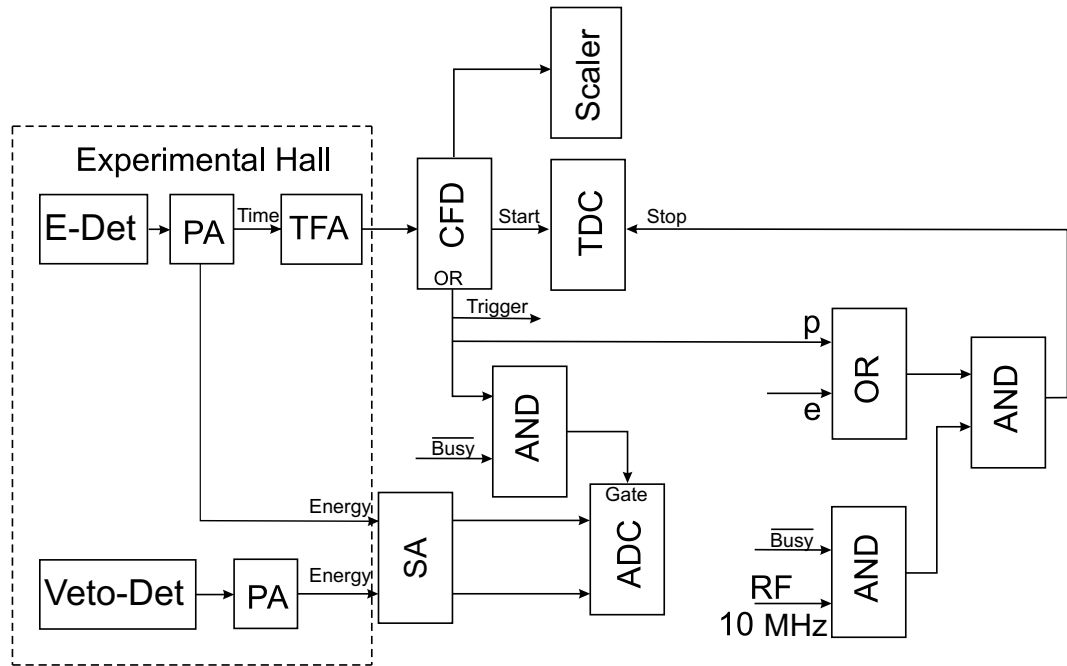 Scaler
Experimental Hall
E-Det
PA
Time
TFA
CFD
OR
Start
TDC
Stop
Trigger
p
e
OR
AND
Busy
AND
Gate
ADC
Energy
SA
Veto-Det
PA
Energy
Busy
RF
10 MHz
AND